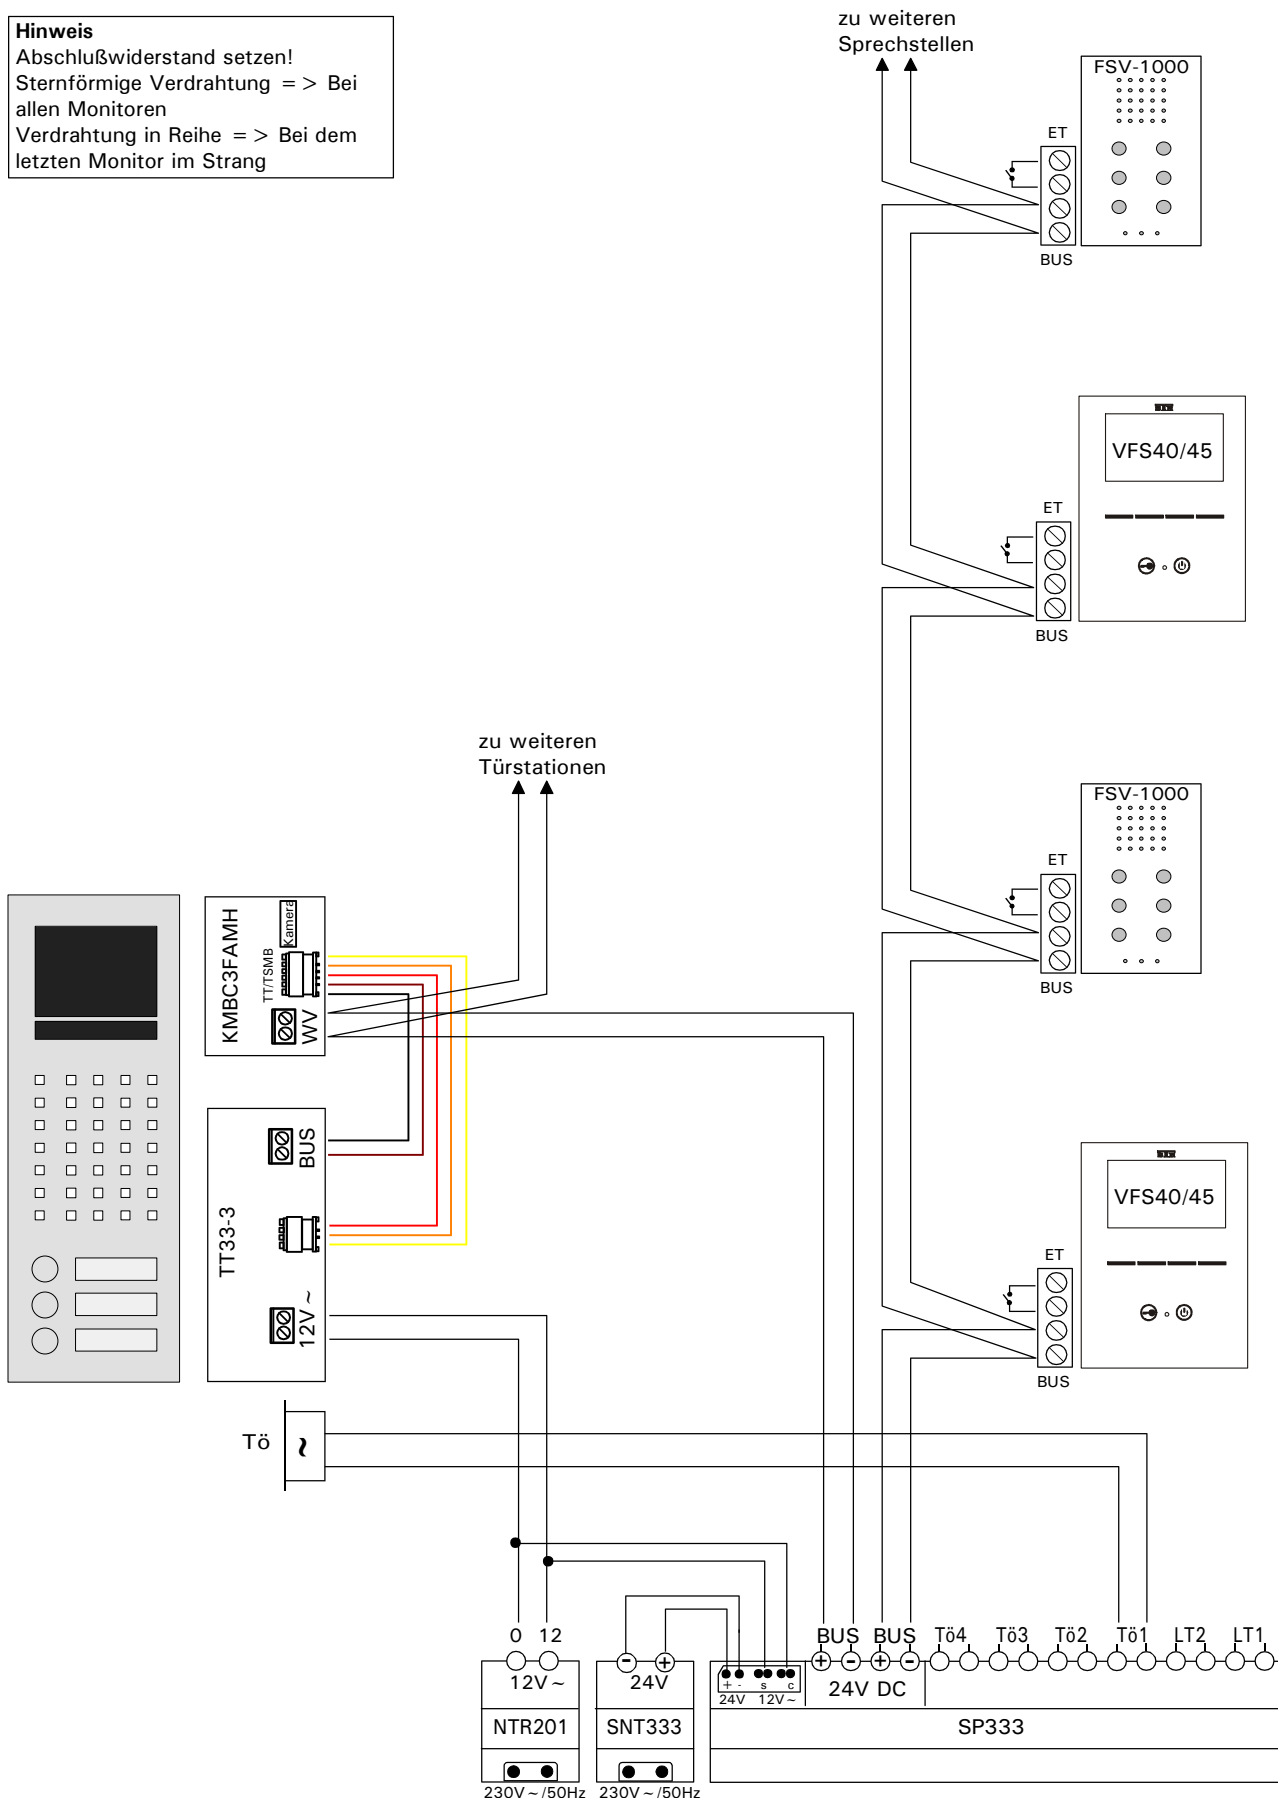 Hinweis
Abschlußwiderstand setzen!
Sternförmige Verdrahtung => Bei
allen Monitoren
Verdrahtung in Reihe => Bei dem
letzten Monitor im Strang
zu weiteren
Sprechstellen
FSV-1000
ET
BUS
VFS40/45
ET
BUS
zu weiteren
Türstationen
FSV-1000
ET
BUS
KMBC3FAMH
Kamera
TT/TSMB
WV
TT33-3
BUS
12V~
VFS40/45
ET
BUS
Tö
~
0 12
12V~
NTR201
230V~/50Hz
- +
24V
SNT333
230V~/50Hz
+ - s c
24V 12V~
BUS BUS Tö4 Tö3 Tö2 Tö1 LT2 LT1
+ - + -
24V DC
SP333